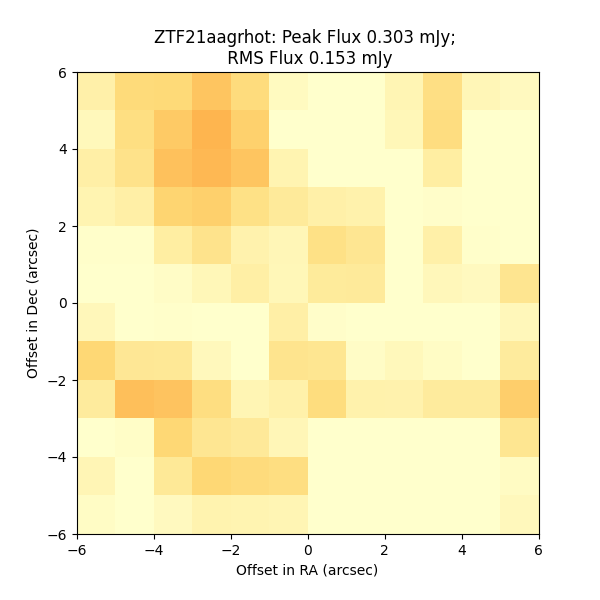 ZTF21aagrhot: Peak Flux 0.303 mJy;
RMS Flux 0.153 mJy
6
4
2
0
−2
−4
−6
Offset in Dec (arcsec)
−6 −4 −2 0 2 4 6
Offset in RA (arcsec)